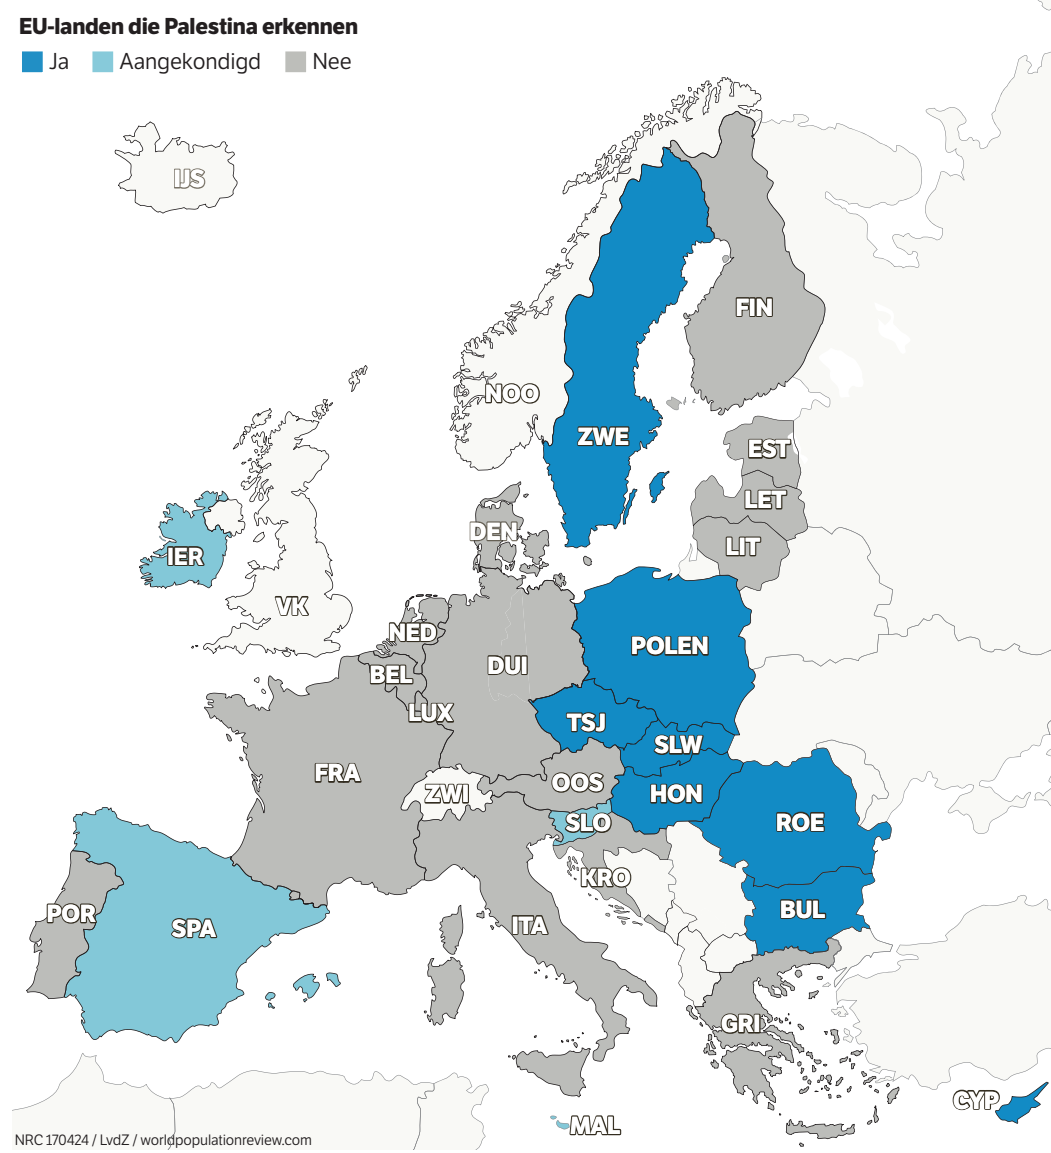 EU-landen die Palestina erkennen
Ja Aangekondigd Nee
IJS
FIN
NOO
ZWE
EST
LET
DEN
LIT
IER
VK
NED
POLEN
DUI
BEL
LUX
TSJ
SLW
FRA
OOS
ZWI
HON
SLO
ROE
KRO
BUL
POR
ITA
SPA
GRI
CYP
MAL
NRC 170424 / LvdZ / worldpopulationreview.com